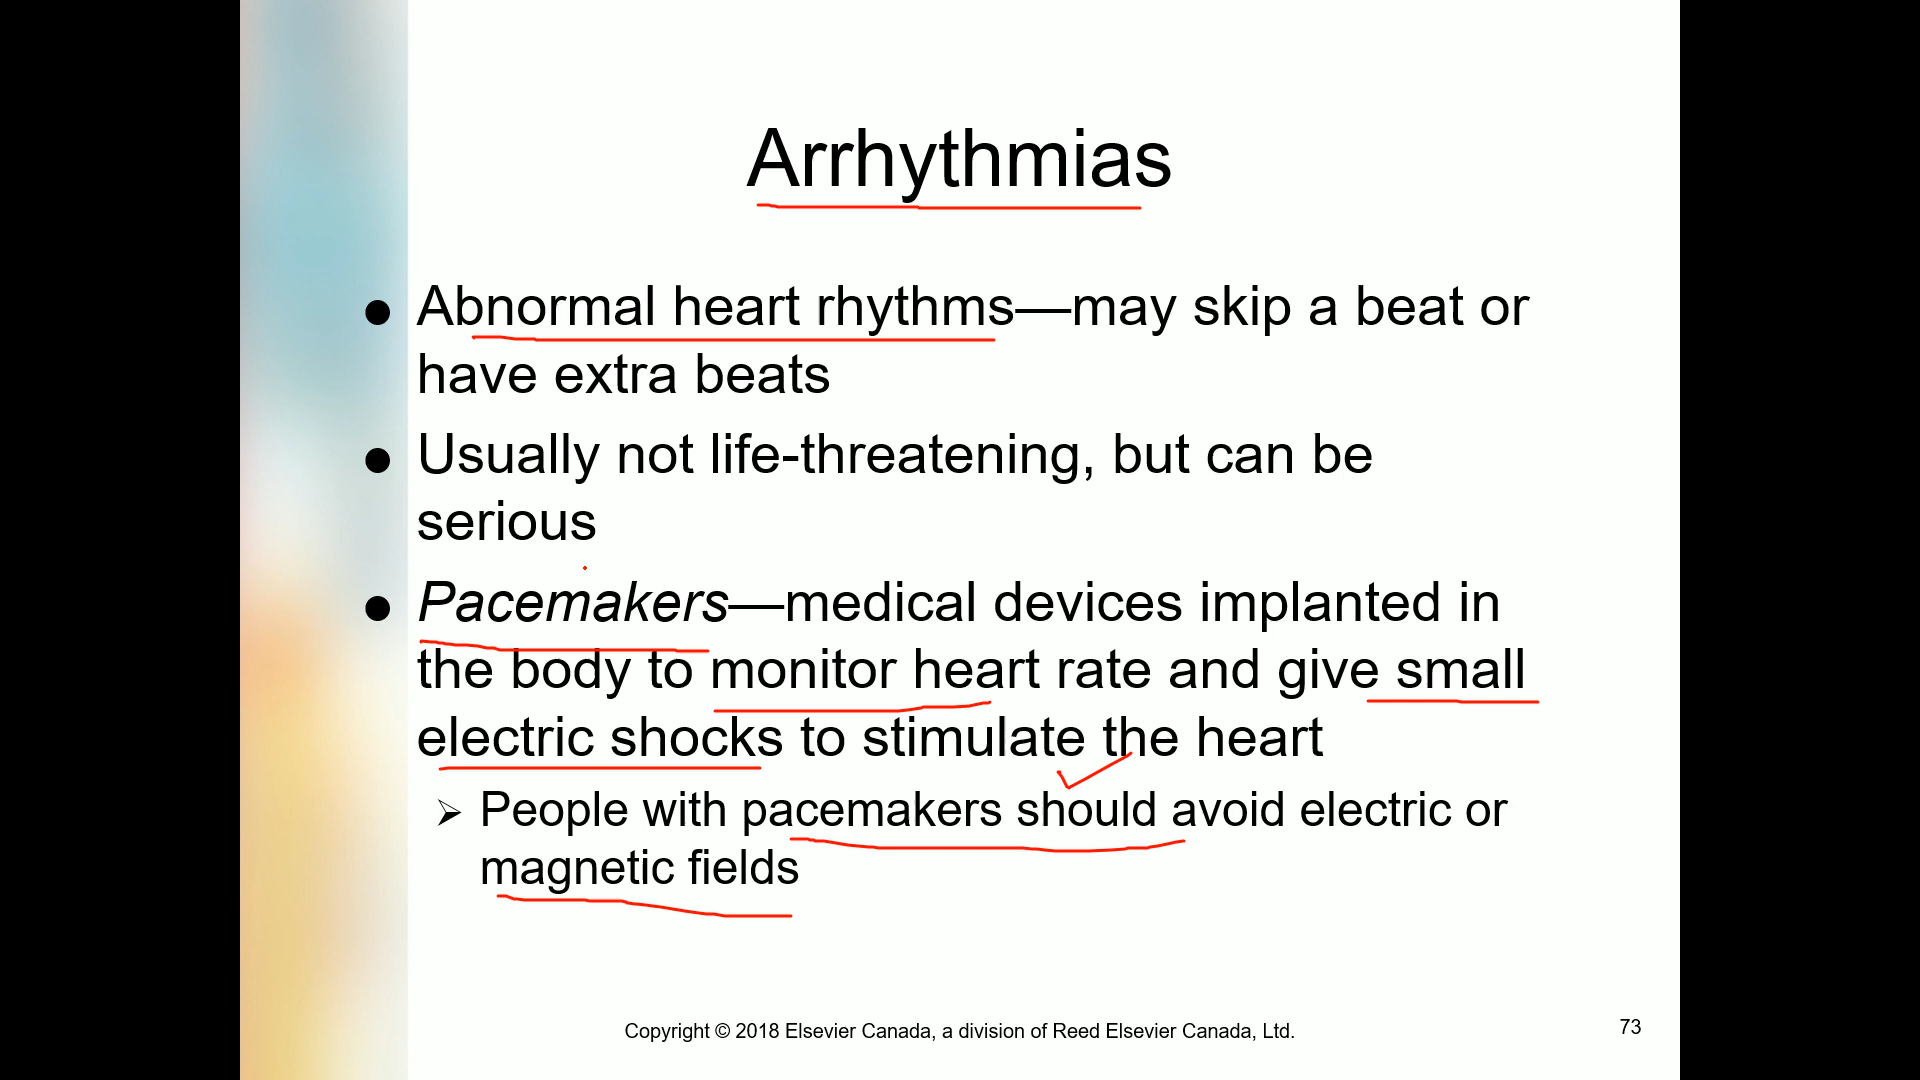 Arrhythmias
● Abnormal heart rhythms—may skip a beat or
have extra beats
● Usually not life-threatening, but can be
serious
● Pacemakers—medical devices implanted in
the body to monitor heart rate and give small
electric shocks to stimulate the heart
➢ People with pacemakers should avoid electric or
magnetic fields
Copyright © 2018 Elsevier Canada, a division of Reed Elsevier Canada, Ltd.
73